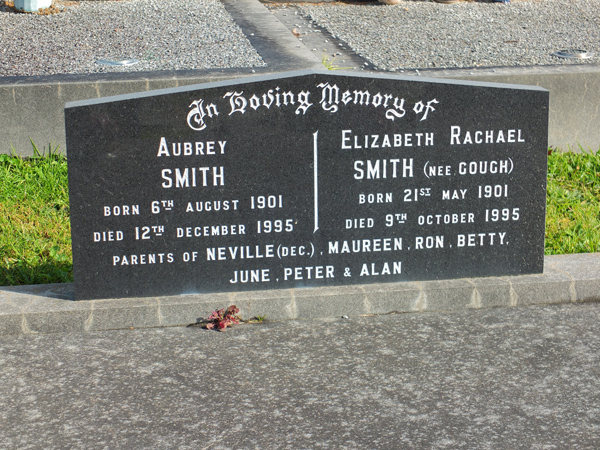 In Loving Memory of
Aubrey
SMITH
BORN 6TH AUGUST 1901
DIED 12TH DECEMBER 1995
Elizabeth Rachael
SMITH (NEE GOUGH)
BORN 21ST MAY 1901
DIED 9TH OCTOBER 1995
PARENTS OF NEVILLE (DEC.), MAUREEN, RON, BETTY,
JUNE, PETER & ALAN